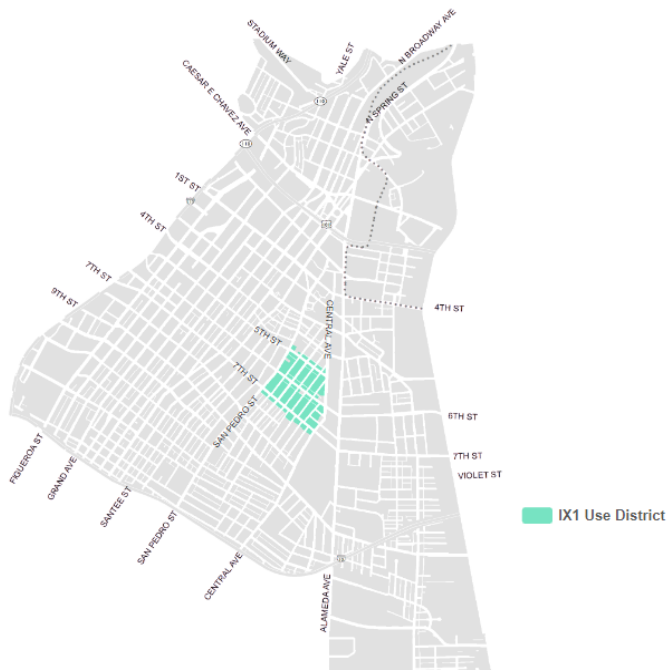 STADIUM WAY
YALE ST
N BROADWAY AVE
CAESAR E CHAVEZ AVE
N SPRING ST
110
110
1ST ST
4TH ST
7TH ST
9TH ST
4TH ST
CENTRAL AVE
5TH ST
7TH ST
SAN PEDRO ST
6TH ST
7TH ST
VIOLET ST
FIGUEROA ST
GRAND AVE
SANTEE ST
SAN PEDRO ST
CENTRAL AVE
ALAMEDA AVE
IX1 Use District